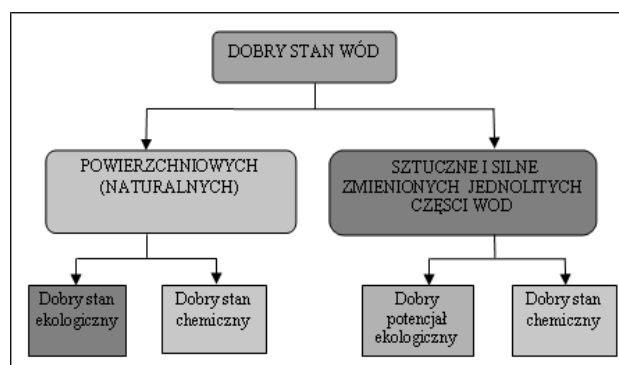 DOBRY STAN WÓD
POWIERZCHNIOWYCH
(NATURALNYCH)
SZTUCZNE I SILNE
ZMIENIONYCH JEDNOLITYCH
CZĘSCI WOD
Dobry stan
ekologiczny
Dobry stan
chemiczny
Dobry
potencjał
ekologiczny
Dobry stan
chemiczny